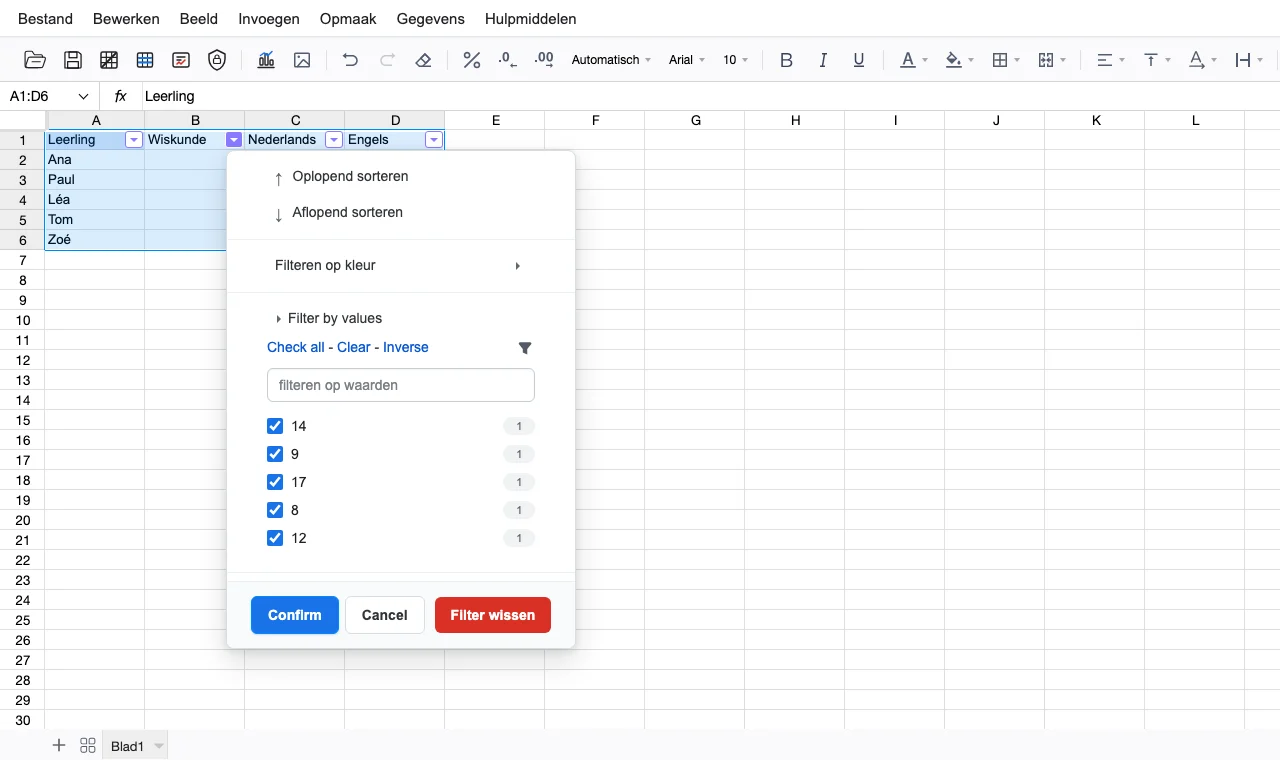 Bestand Bewerken Beeld Invoegen Opmaak Gegevens Hulpmiddelen
% .0 .00 Automatisch Arial 10 B I U A A
A1:D6 fx Leerling
A B C D E F G H I J K L
1 Leerling Wiskunde Nederlands Engels
2 Ana
3 Paul
4 Léa
5 Tom
6 Zoé
7
8
9
10
11
12
13
14
15
16
17
18
19
20
21
22
23
24
25
26
27
28
29
30
↑ Oplopend sorteren
↓ Aflopend sorteren
Filteren op kleur
Filter by values
Check all - Clear - Inverse
filteren op waarden
14 1
9 1
17 1
8 1
12 1
Confirm Cancel Filter wissen
Blad1